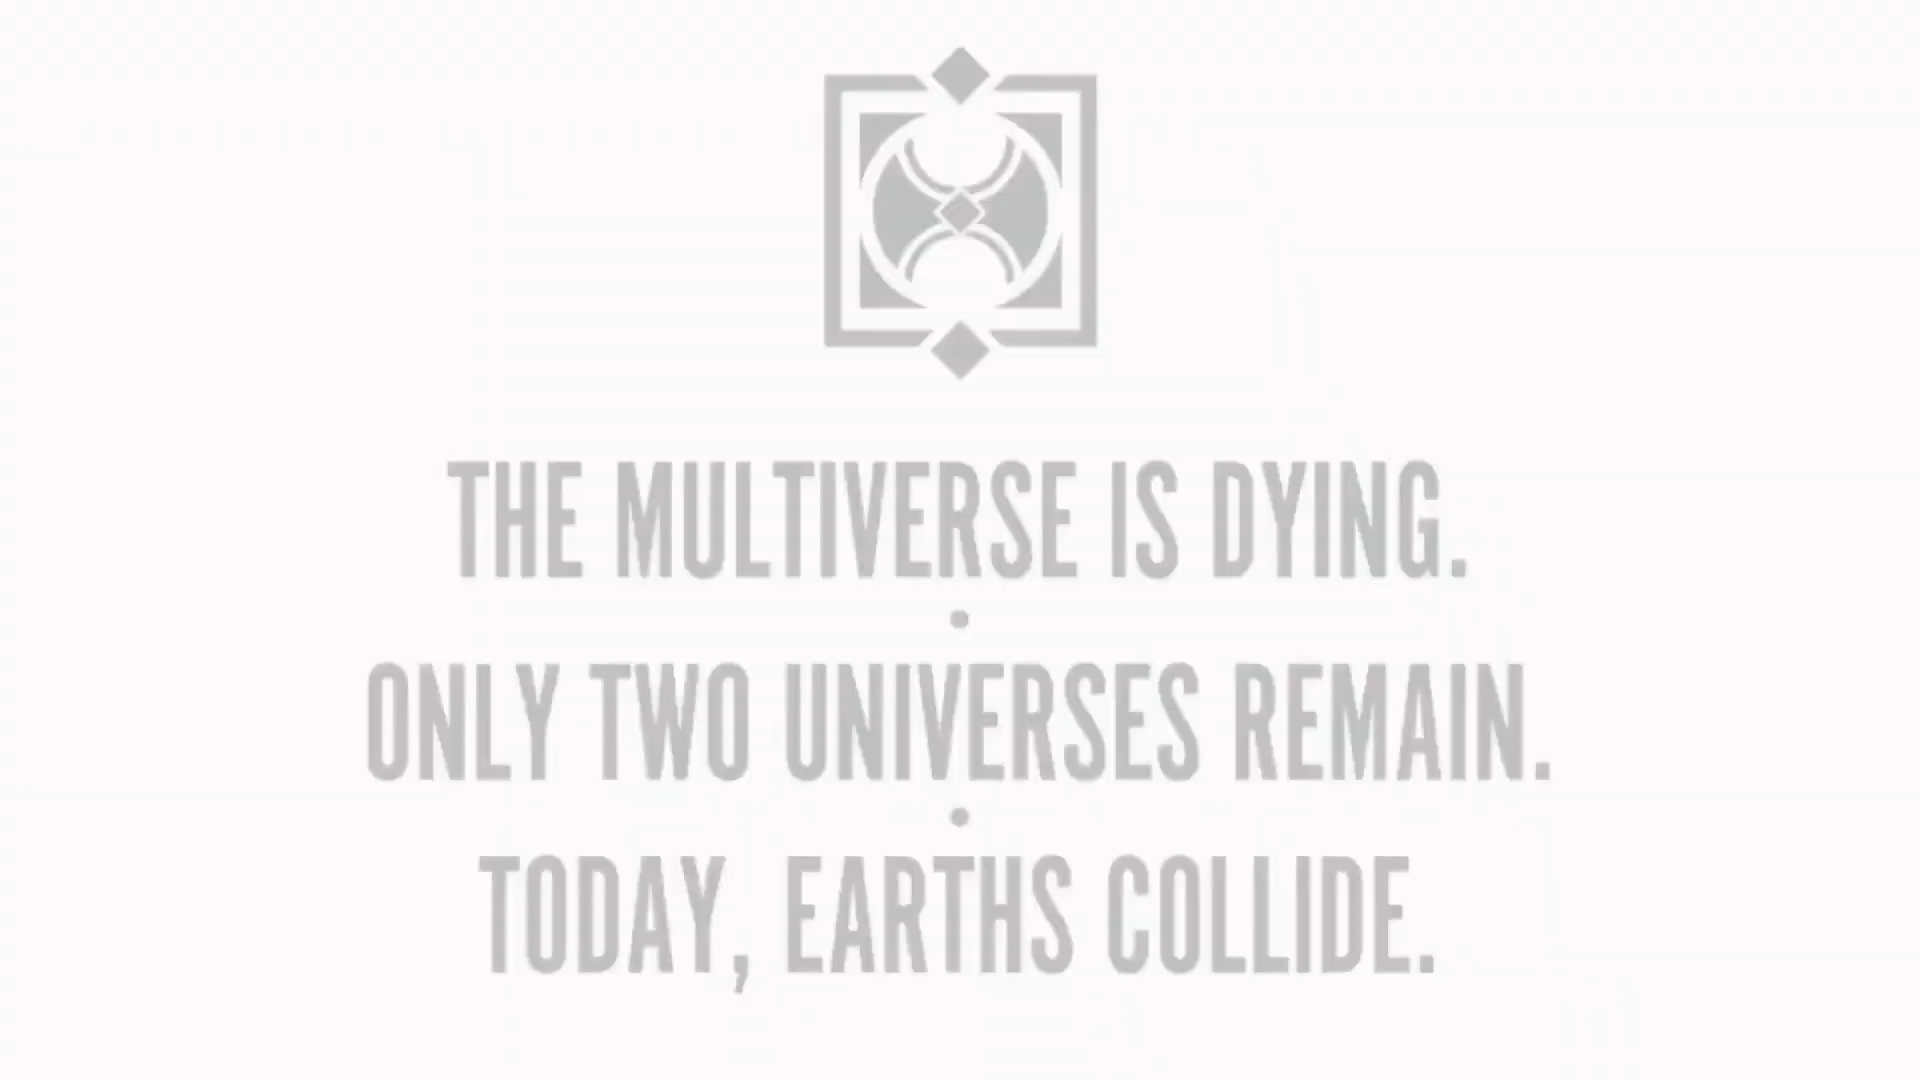 THE MULTIVERSE IS DYING.
ONLY TWO UNIVERSES REMAIN.
TODAY, EARTHS COLLIDE.